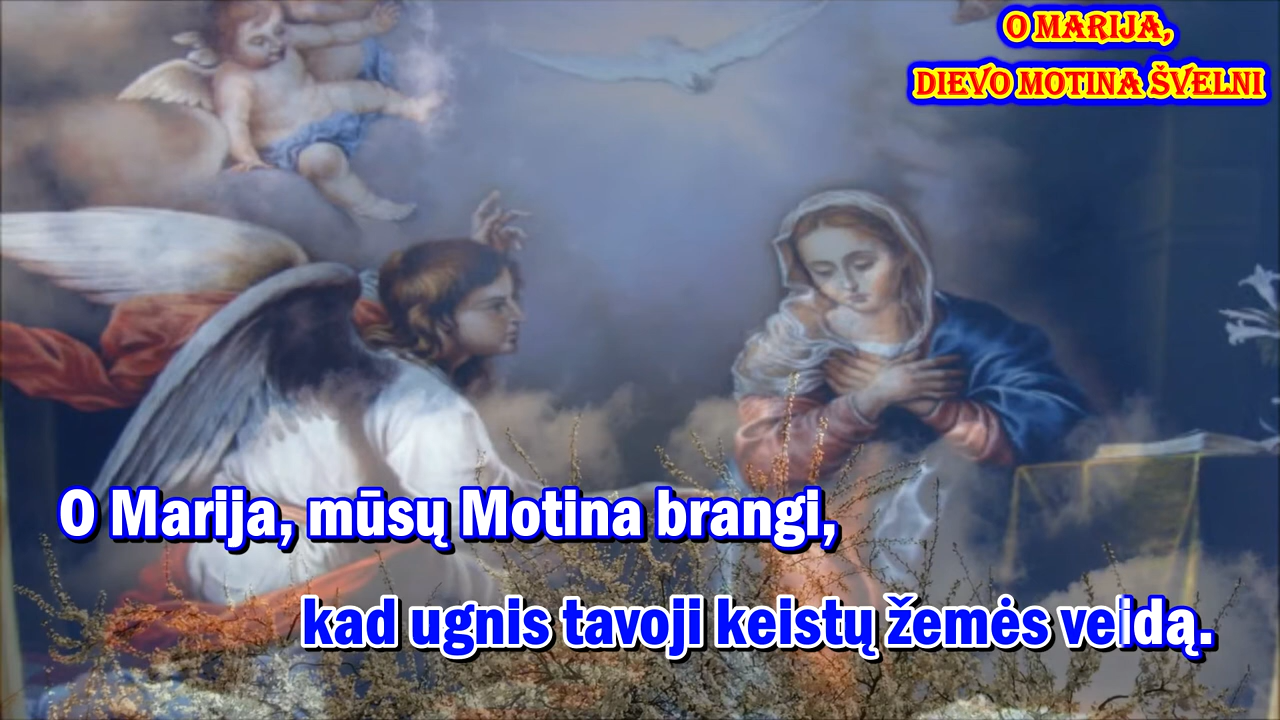 O MARIJA,
DIEVO MOTINA ŠVELNI
O Marija, mūsų Motina brangi,
kad ugnis tavoji keistų žemės veidą.